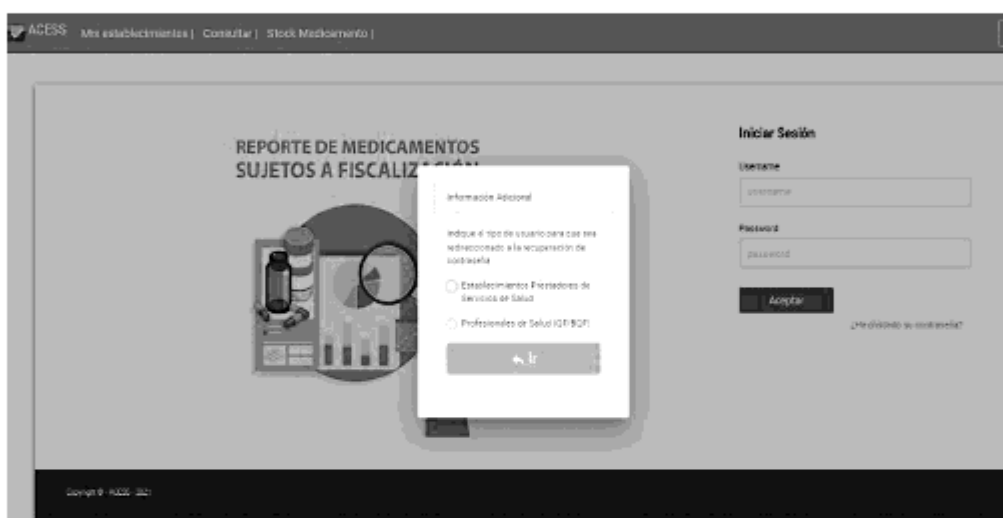 ACESS Mis establecimientos | Consultar | Stock Medicamento |
REPORTE DE MEDICAMENTOS
SUJETOS A
Información Adicional
Indique el tipo de usuario para que sea
redireccionado a la recuperación de
contraseña
Establecimientos Prestadores de
Servicios de Salud
Profesionales de Salud (QF/BQF)
Ir
Iniciar Sesión
Username
username
Password
password
Aceptar
¿Ha olvidado su contraseña?
Copyright © - ACESS - 2021